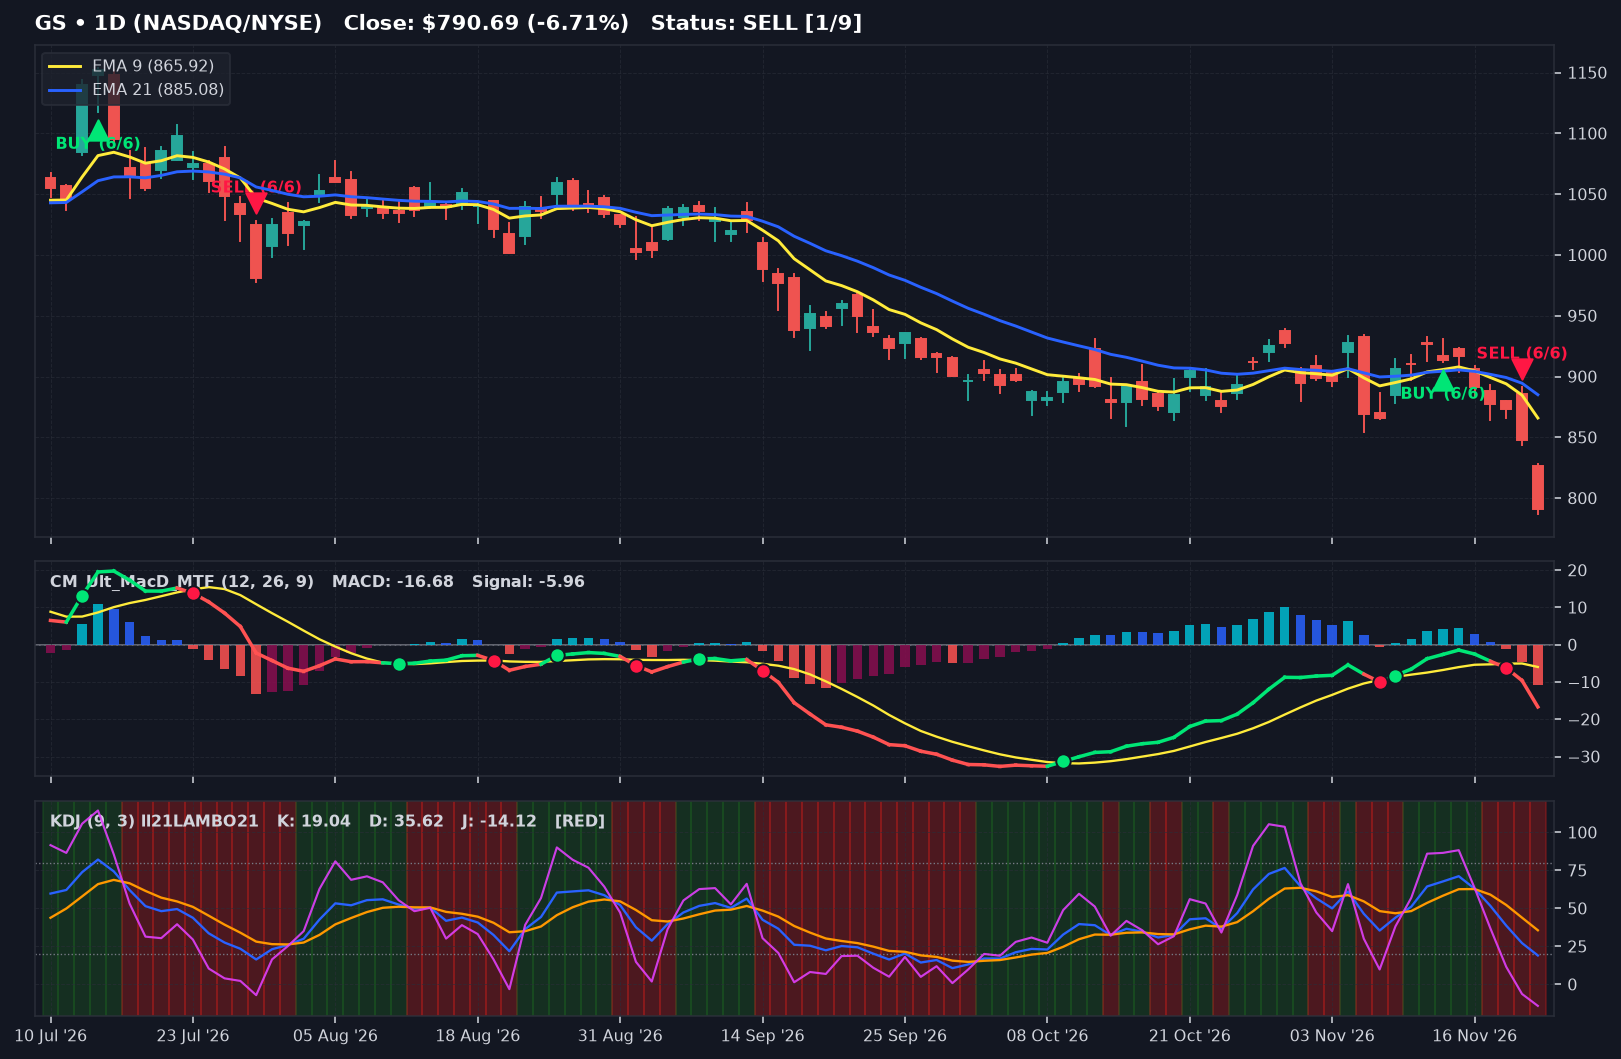 GS • 1D (NASDAQ/NYSE) Close: $790.69 (-6.71%) Status: SELL [1/9]
EMA 9 (865.92)
EMA 21 (885.08)
BUY (6/6)
SELL (6/6)
SELL (6/6)
BUY (6/6)
1150
1100
1050
1000
950
900
850
800
CM_Ult_MacD_MTF (12, 26, 9) MACD: -16.68 Signal: -5.96
20
10
0
−10
−20
−30
KDJ (9, 3) II21LAMBO21 K: 19.04 D: 35.62 J: -14.12 [RED]
100
75
50
25
0
10 Jul '26
23 Jul '26
05 Aug '26
18 Aug '26
31 Aug '26
14 Sep '26
25 Sep '26
08 Oct '26
21 Oct '26
03 Nov '26
16 Nov '26